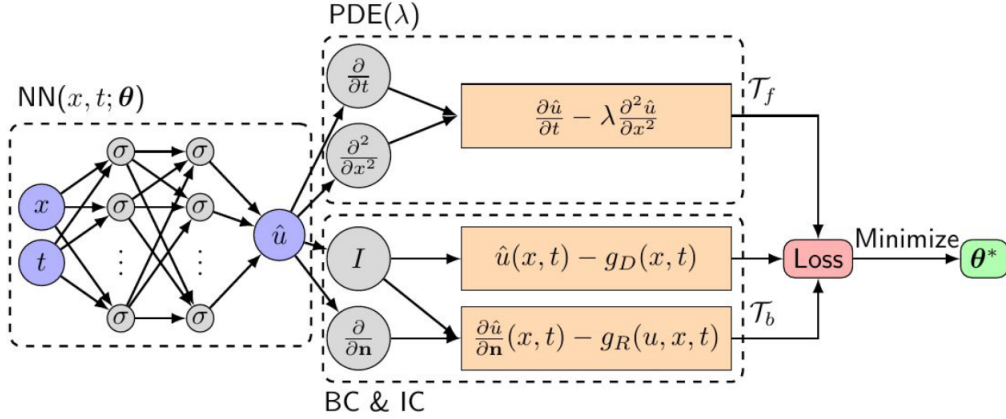 PDE(λ)
NN(x, t; θ)
∂/∂t
∂²/∂x²
∂û/∂t − λ ∂²û/∂x²
𝒯_f
σ σ
x σ σ
t
⋮ ⋮
σ σ
û
I
û(x, t) − g_D(x, t)
Loss
Minimize
θ*
∂/∂n
∂û/∂n(x, t) − g_R(u, x, t)
𝒯_b
BC & IC